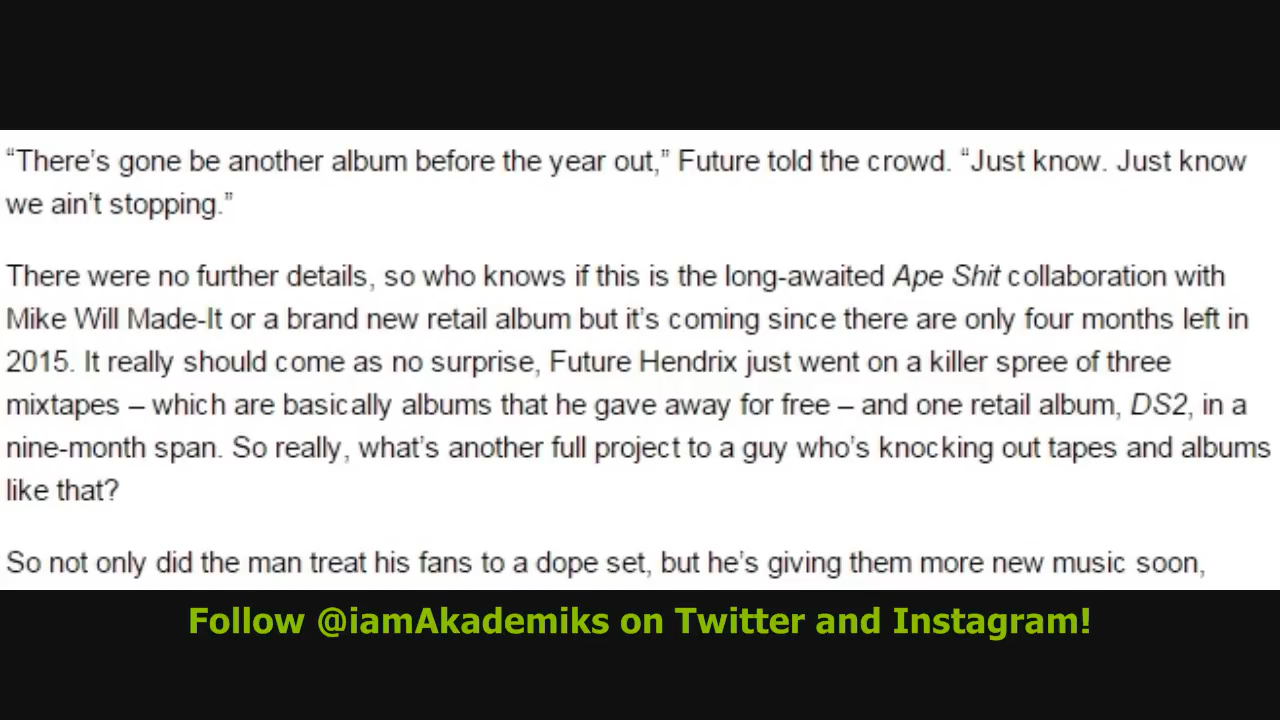 “There’s gone be another album before the year out,” Future told the crowd. “Just know. Just know
we ain’t stopping.”
There were no further details, so who knows if this is the long-awaited Ape Shit collaboration with
Mike Will Made-It or a brand new retail album but it’s coming since there are only four months left in
2015. It really should come as no surprise, Future Hendrix just went on a killer spree of three
mixtapes – which are basically albums that he gave away for free – and one retail album, DS2, in a
nine-month span. So really, what’s another full project to a guy who’s knocking out tapes and albums
like that?
So not only did the man treat his fans to a dope set, but he’s giving them more new music soon,
Follow @iamAkademiks on Twitter and Instagram!